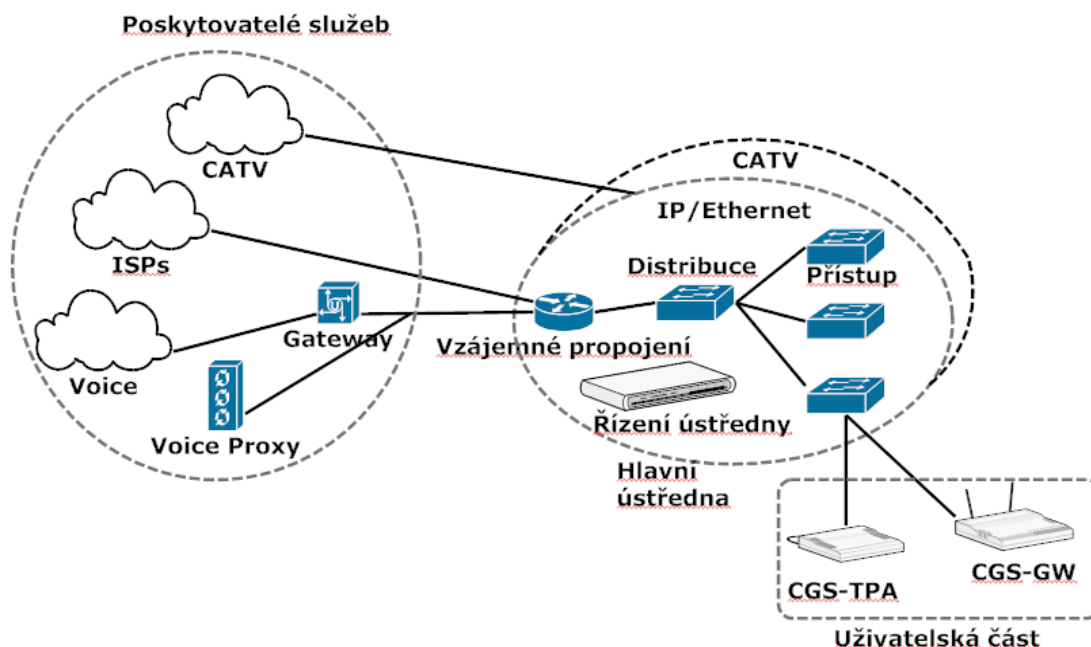 Poskytovatelé služeb
CATV
CATV
IP/Ethernet
ISPs
Distribuce
Přístup
Gateway
Vzájemné propojení
Voice
Voice Proxy
Řízení ústředny
Hlavní
ústředna
CGS-TPA
CGS-GW
Uživatelská část